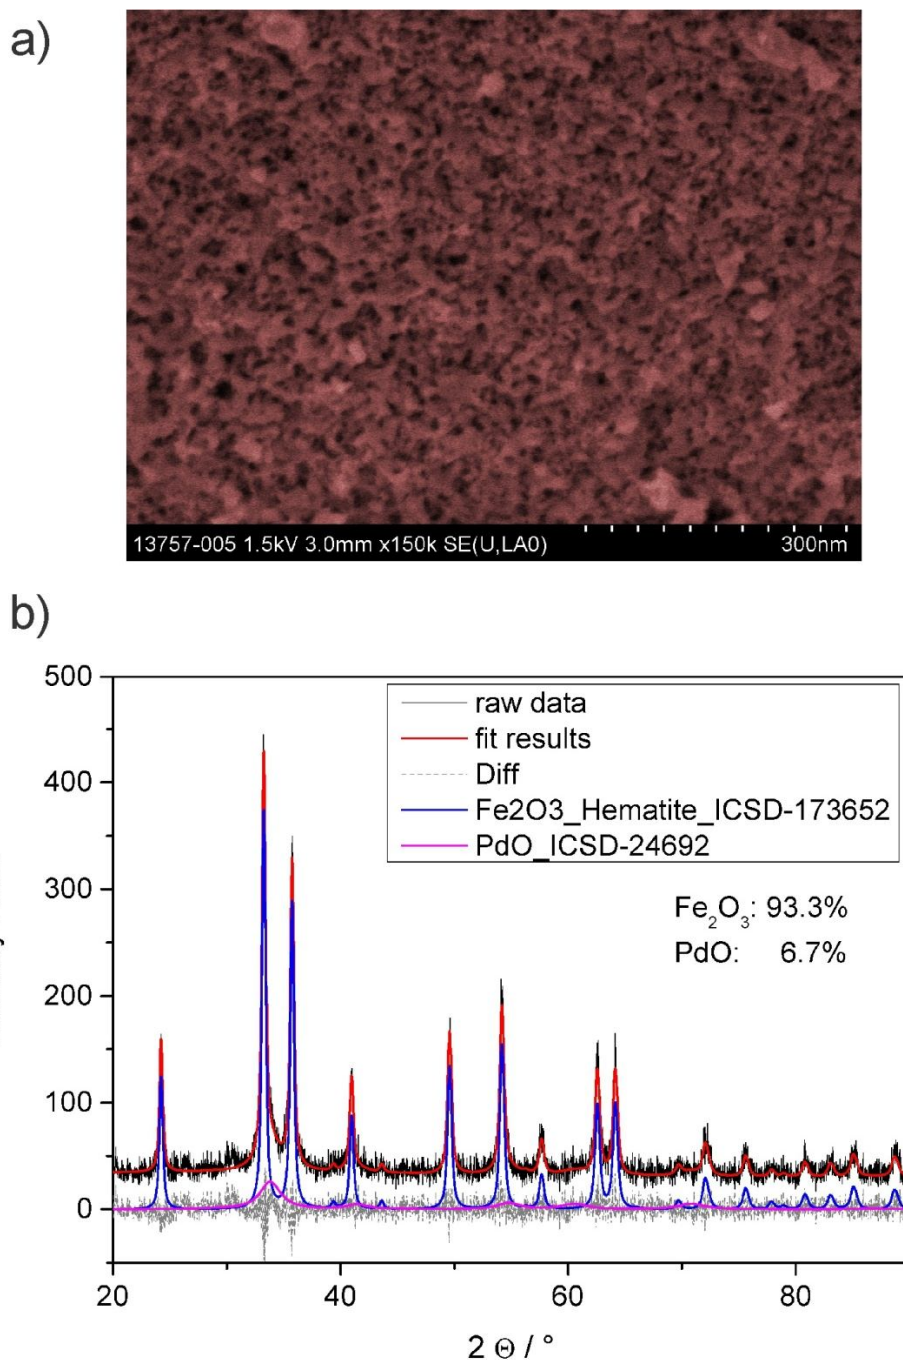 a)
13757-005 1.5kV 3.0mm x150k SE(U,LA0) 300nm
b)
500
400
300
200
100
0
raw data
fit results
Diff
Fe2O3_Hematite_ICSD-173652
PdO_ICSD-24692
Fe₂O₃: 93.3%
PdO: 6.7%
20 40 60 80
2 Θ / °